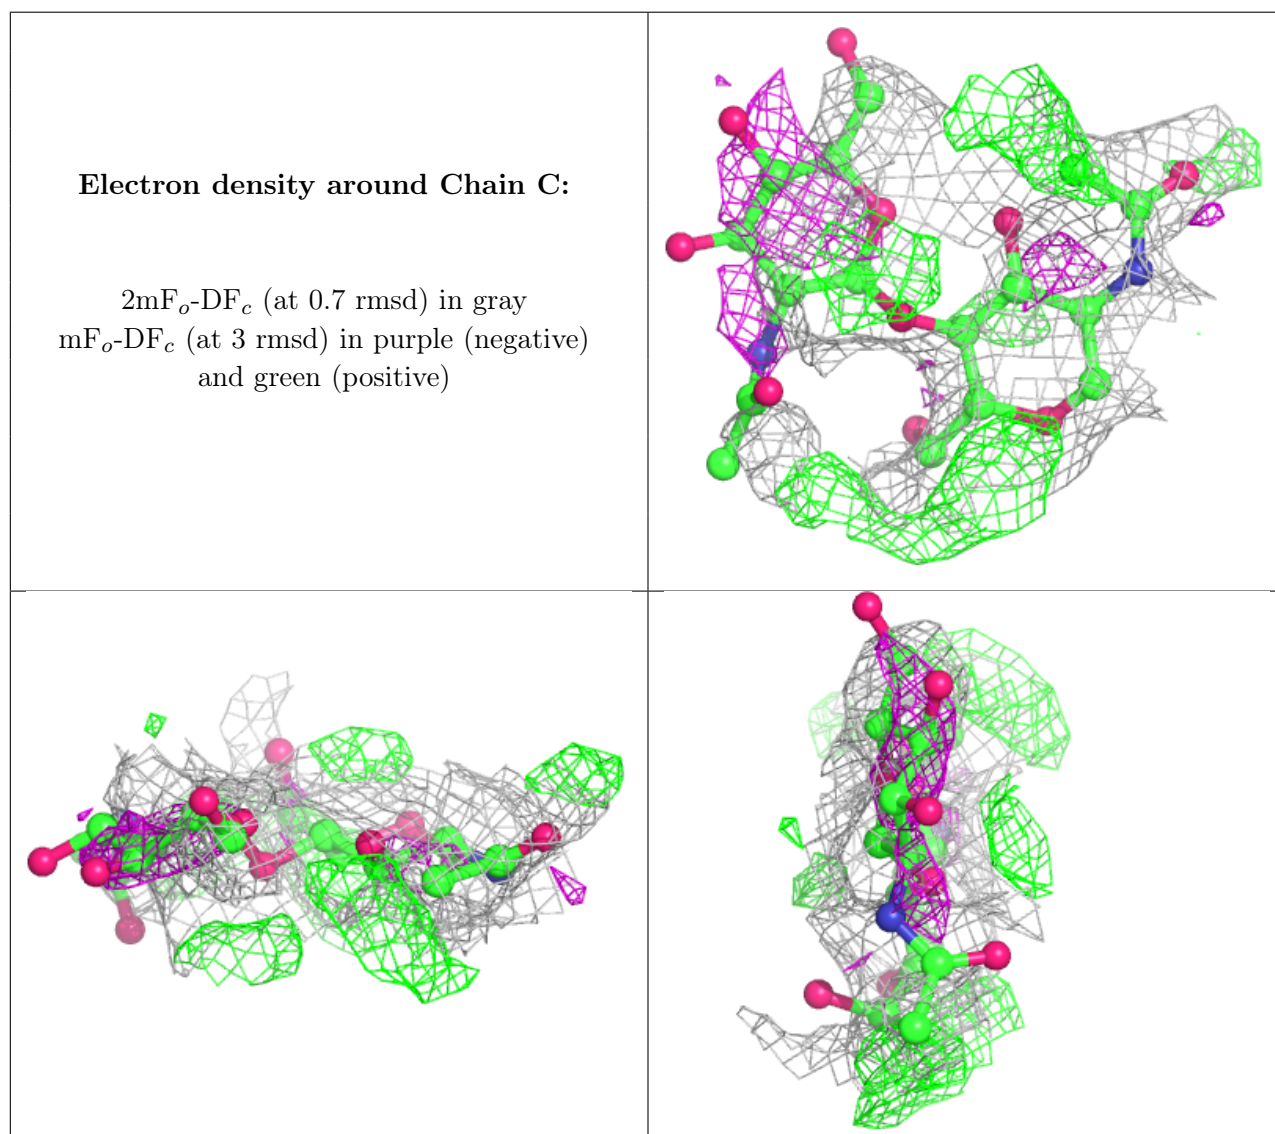 Electron density around Chain C:
2mFₒ-DF𝒸 (at 0.7 rmsd) in gray
mFₒ-DF𝒸 (at 3 rmsd) in purple (negative)
and green (positive)